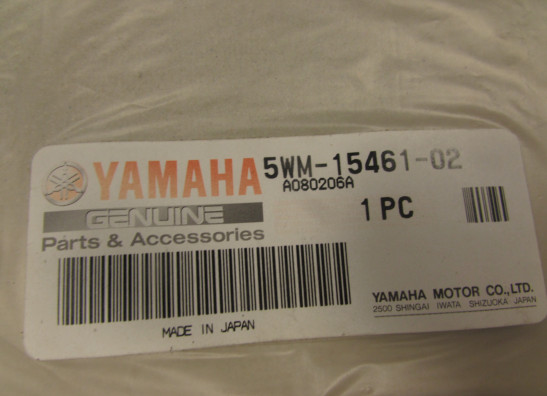 YAMAHA 5WM-15461-02
A080206A
GENUINE
1 PC
Parts & Accessories
YAMAHA MOTOR CO.,LTD.
2500 SHINGAI IWATA SHIZUOKA JAPAN
MADE IN JAPAN